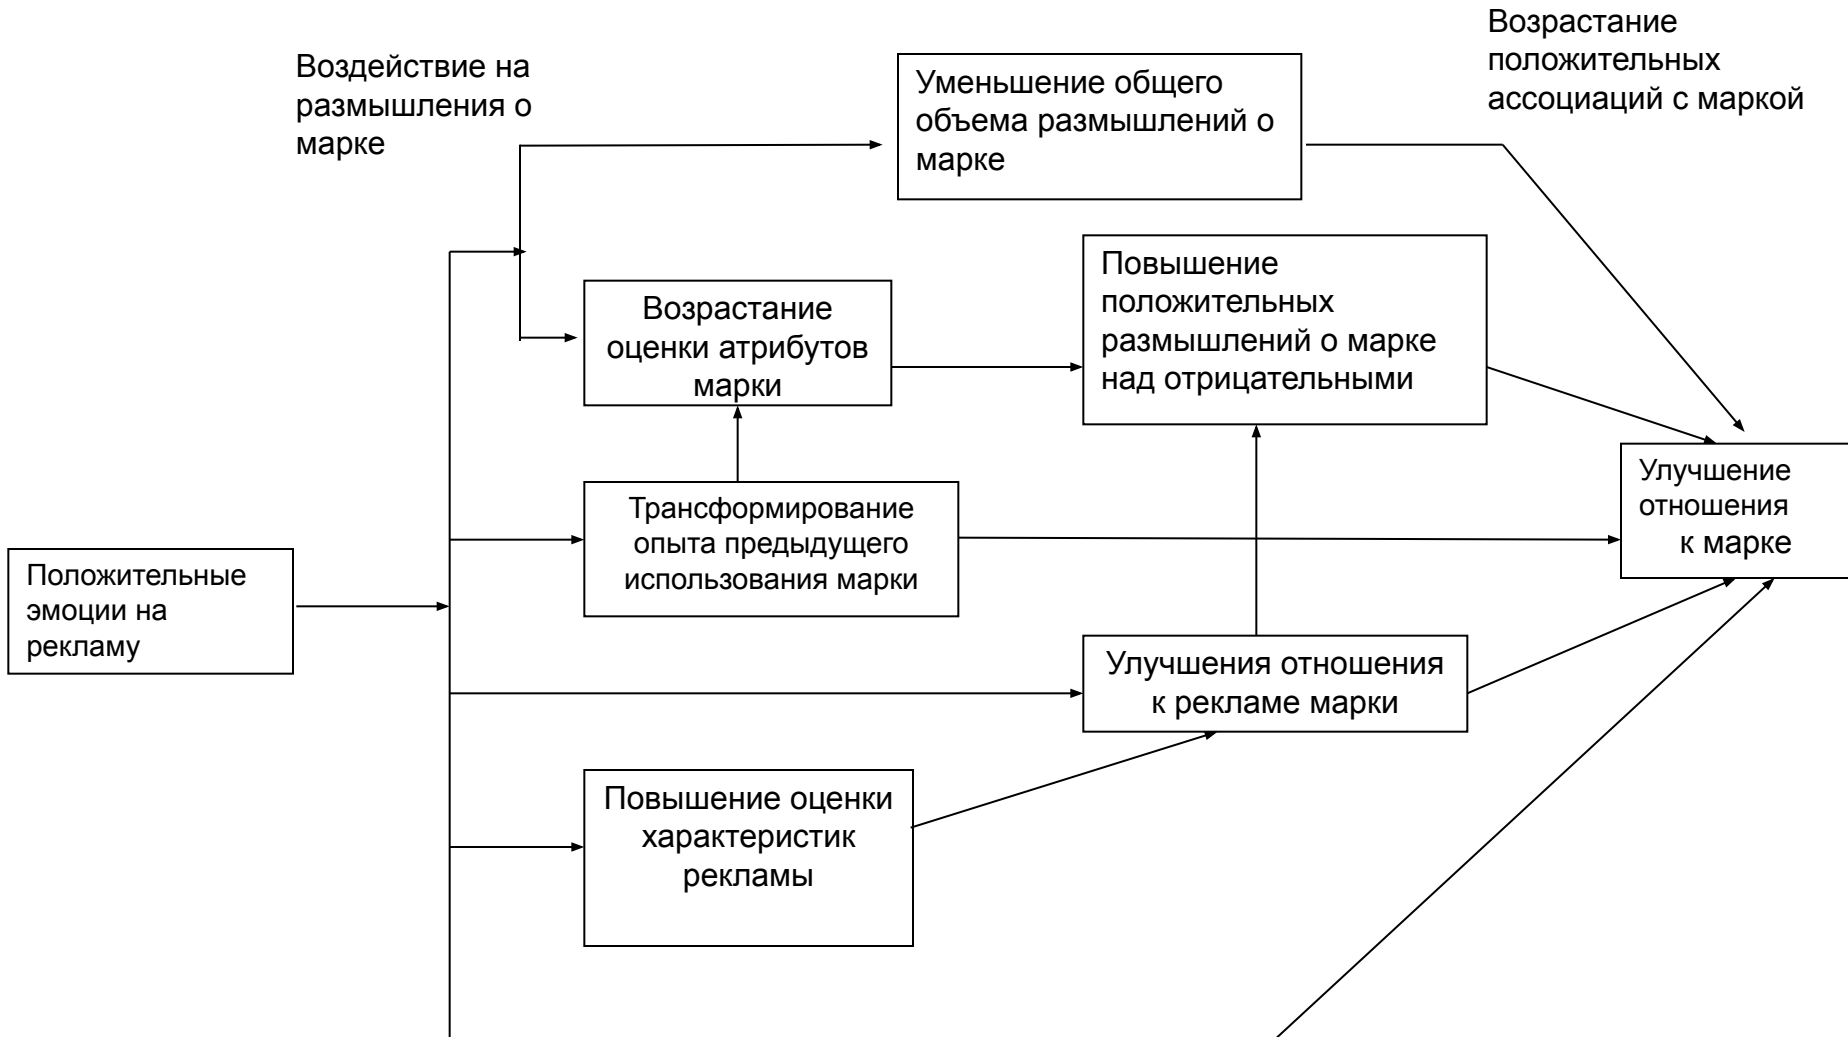 Воздействие на
размышления о
марке
Уменьшение общего
объема размышлений о
марке
Возрастание
положительных
ассоциаций с маркой
Возрастание
оценки атрибутов
марки
Повышение
положительных
размышлений о марке
над отрицательными
Трансформирование
опыта предыдущего
использования марки
Улучшение
отношения
к марке
Положительные
эмоции на
рекламу
Улучшения отношения
к рекламе марки
Повышение оценки
характеристик
рекламы